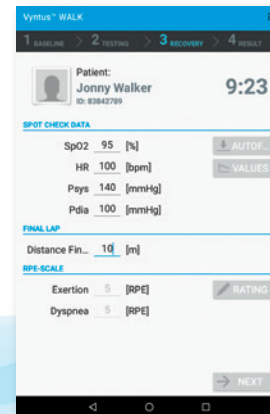 Vyntus™ WALK
1 BASELINE > 2 TESTING > 3 RECOVERY > 4 RESULT
Patient:
Jonny Walker
ID: 83842789
9:23
SPOT CHECK DATA
SpO2 95 [%] AUTOF...
HR 100 [bpm] VALUES
Psys 140 [mmHg]
Pdia 100 [mmHg]
FINAL LAP
Distance Fin... 10 [m]
RPE-SCALE
Exertion 5 [RPE] RATING
Dyspnea 5 [RPE]
NEXT